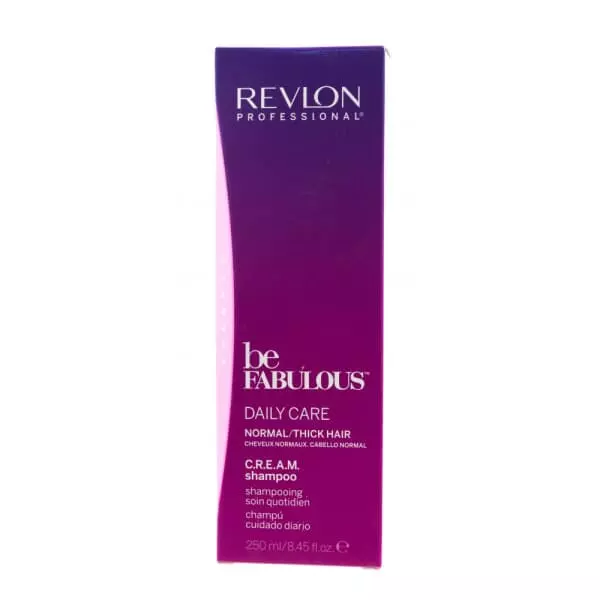 REVLON
PROFESSIONAL®
be
FABULOUS™
DAILY CARE
NORMAL/THICK HAIR
CHEVEUX NORMAUX. CABELLO NORMAL
C.R.E.A.M.
shampoo
shampooing
soin quotidien
champú
cuidado diario
250 ml/8.45 fl.oz. ℮